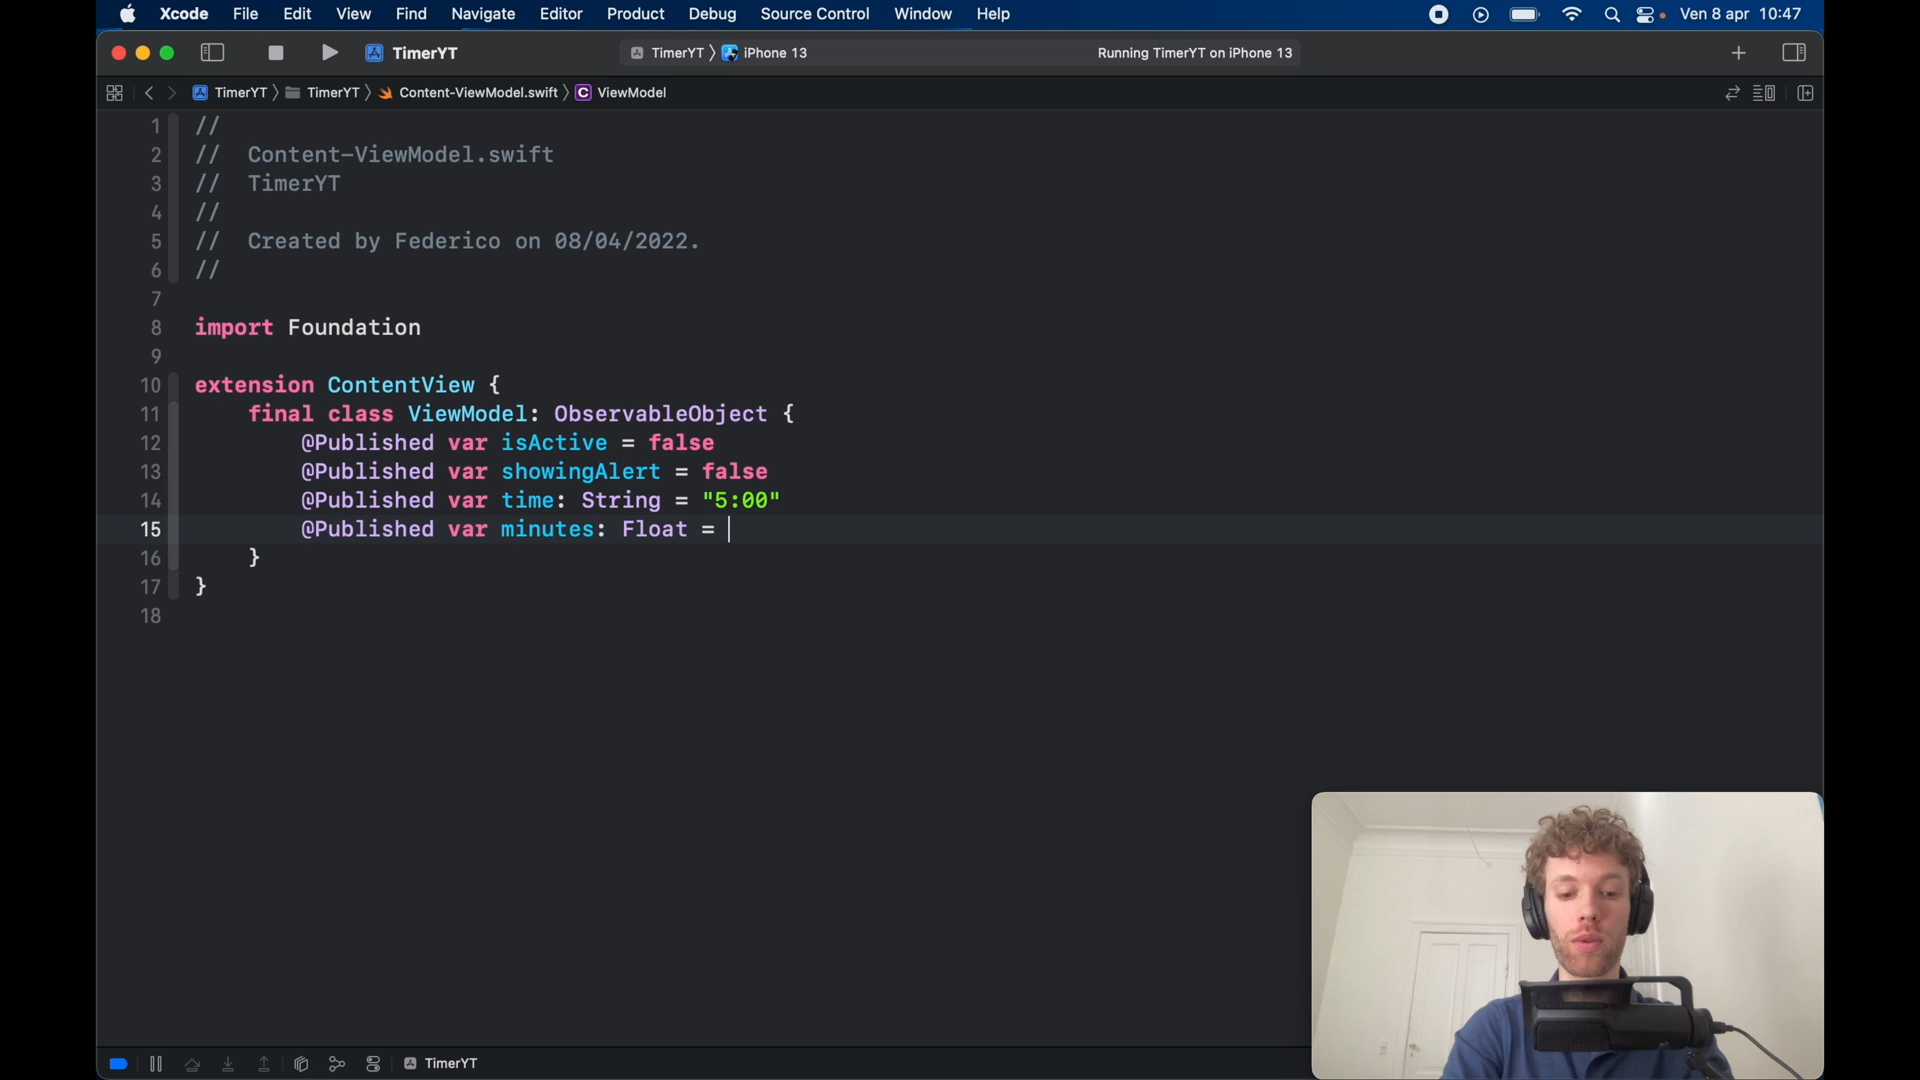 Xcode File Edit View Find Navigate Editor Product Debug Source Control Window Help Ven 8 apr 10:47
TimerYT TimerYT 〉 iPhone 13 Running TimerYT on iPhone 13
TimerYT 〉 TimerYT 〉 Content-ViewModel.swift 〉 C ViewModel
1 //
2 //  Content-ViewModel.swift
3 //  TimerYT
4 //
5 //  Created by Federico on 08/04/2022.
6 //
7
8 import Foundation
9
10 extension ContentView {
11     final class ViewModel: ObservableObject {
12         @Published var isActive = false
13         @Published var showingAlert = false
14         @Published var time: String = "5:00"
15         @Published var minutes: Float =
16     }
17 }
18
TimerYT